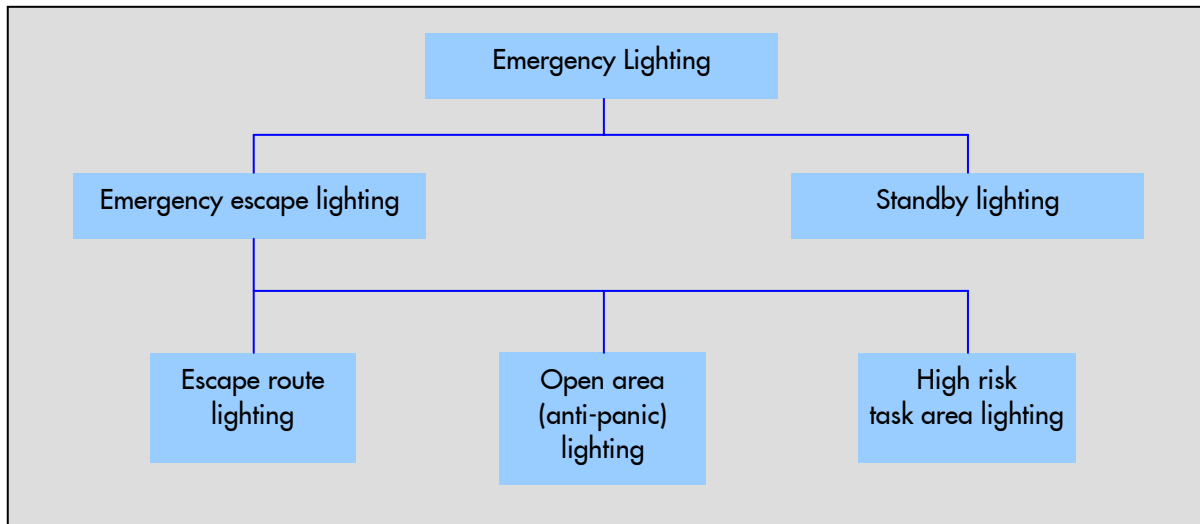 Emergency Lighting
Emergency escape lighting
Standby lighting
Escape route
lighting
Open area
(anti-panic)
lighting
High risk
task area lighting